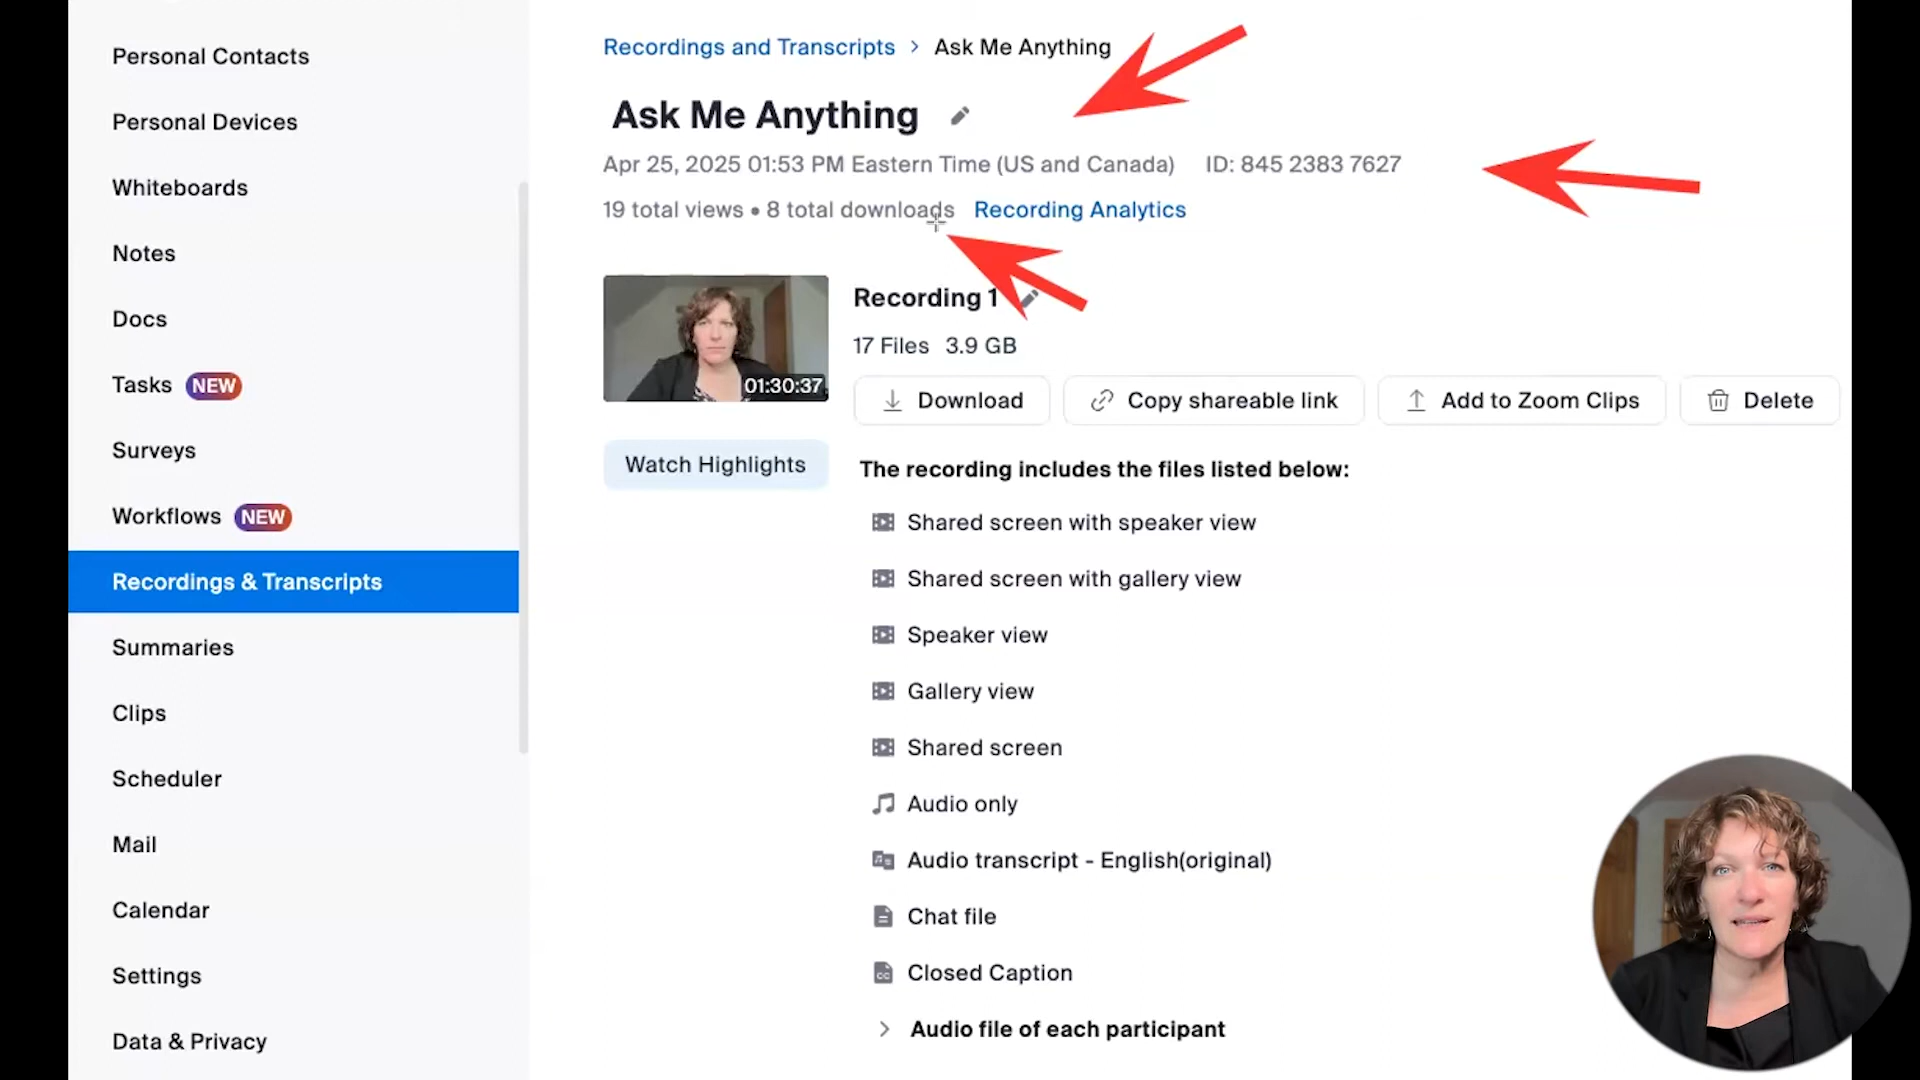 Personal Contacts
Personal Devices
Whiteboards
Notes
Docs
Tasks NEW
Surveys
Workflows NEW
Recordings & Transcripts
Summaries
Clips
Scheduler
Mail
Calendar
Settings
Data & Privacy
Recordings and Transcripts > Ask Me Anything
Ask Me Anything
Apr 25, 2025 01:53 PM Eastern Time (US and Canada) ID: 845 2383 7627
19 total views • 8 total downloads Recording Analytics
01:30:37
Watch Highlights
Recording 1
17 Files 3.9 GB
Download Copy shareable link Add to Zoom Clips Delete
The recording includes the files listed below:
Shared screen with speaker view
Shared screen with gallery view
Speaker view
Gallery view
Shared screen
Audio only
Audio transcript - English(original)
Chat file
CC Closed Caption
> Audio file of each participant